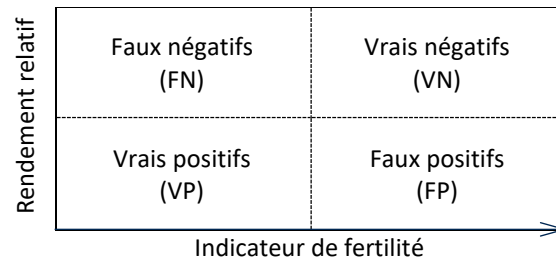 Rendement relatif
Faux négatifs
(FN)
Vrais négatifs
(VN)
Vrais positifs
(VP)
Faux positifs
(FP)
Indicateur de fertilité